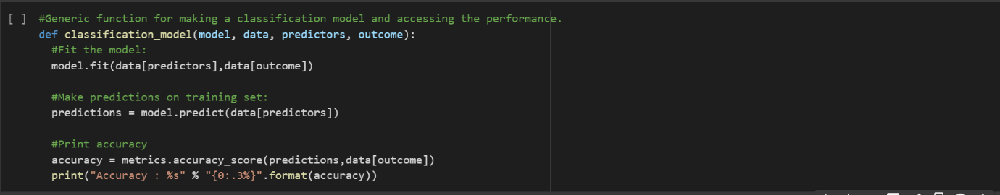 [ ] #Generic function for making a classification model and accessing the performance.
def classification_model(model, data, predictors, outcome):
  #Fit the model:
  model.fit(data[predictors],data[outcome])
  #Make predictions on training set:
  predictions = model.predict(data[predictors])
  #Print accuracy
  accuracy = metrics.accuracy_score(predictions,data[outcome])
  print("Accuracy : %s" % "{0:.3%}".format(accuracy))